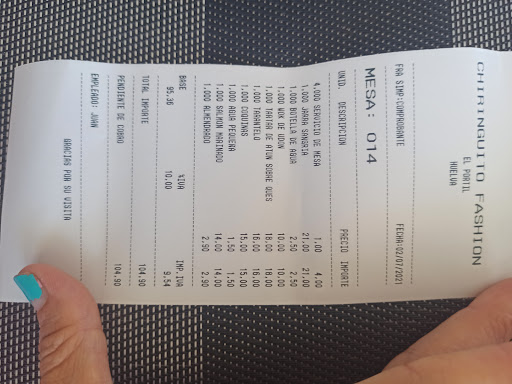 CHIRINGUITO FASHION
EL PORTIL
HUELVA
FRA SIMP:COMPROBANTE FECHA:02/07/2021
MESA: 014
UNID. DESCRIPCION PRECIO IMPORTE
4,000 SERVICIO DE MESA 1,00 4,00
1,000 JARRA SANGRIA 21,00 21,00
1,000 BOTELLA DE AGUA 2,50 2,50
1,000 WOK DE UDON 10,00 10,00
1,000 TARTAR DE ATUN SOBRE QUES 18,00 18,00
1,000 TARANTELO 16,00 16,00
1,000 COQUINAS 15,00 15,00
1,000 AGUA PEQUEÑA 1,50 1,50
1,000 SALMON MARINADO 14,00 14,00
1,000 ALMENDRADO 2,90 2,90
BASE %IVA IMP.IVA
95,36 10,00 9,54
TOTAL IMPORTE 104,90
PENDIENTE DE COBRO 104,90
EMPLEADO: JUAN
GRACIAS POR SU VISITA